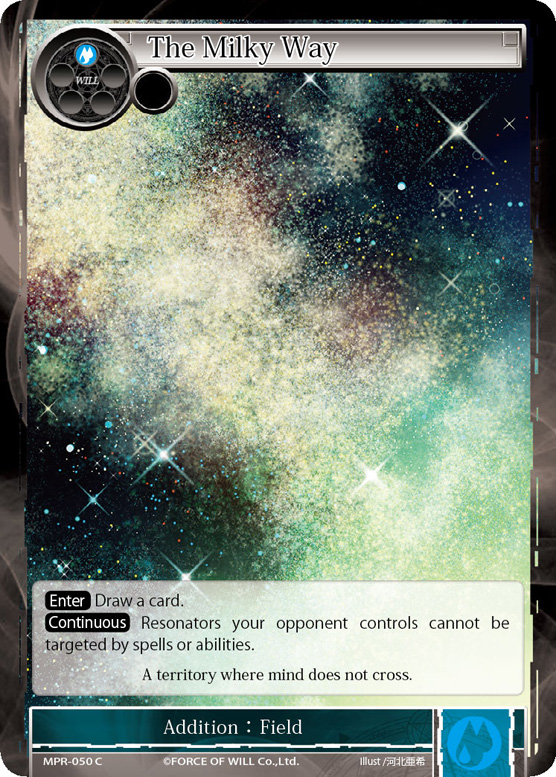 The Milky Way
WILL
Enter Draw a card.
Continuous Resonators your opponent controls cannot be
targeted by spells or abilities.
A territory where mind does not cross.
Addition : Field
MPR-050 C ©FORCE OF WILL Co.,Ltd. Illust /河北亜希